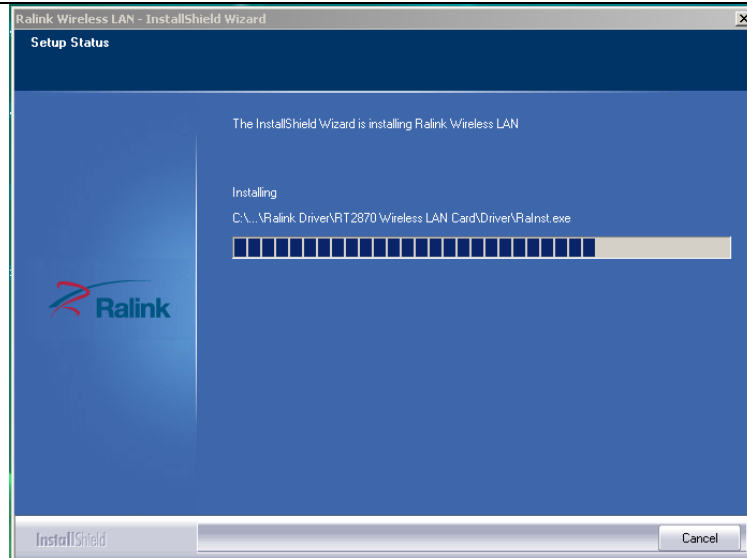 Ralink Wireless LAN - InstallShield Wizard
Setup Status
The InstallShield Wizard is installing Ralink Wireless LAN
Installing
C:\...\Ralink Driver\RT2870 Wireless LAN Card\Driver\RaInst.exe
Ralink
InstallShield
Cancel